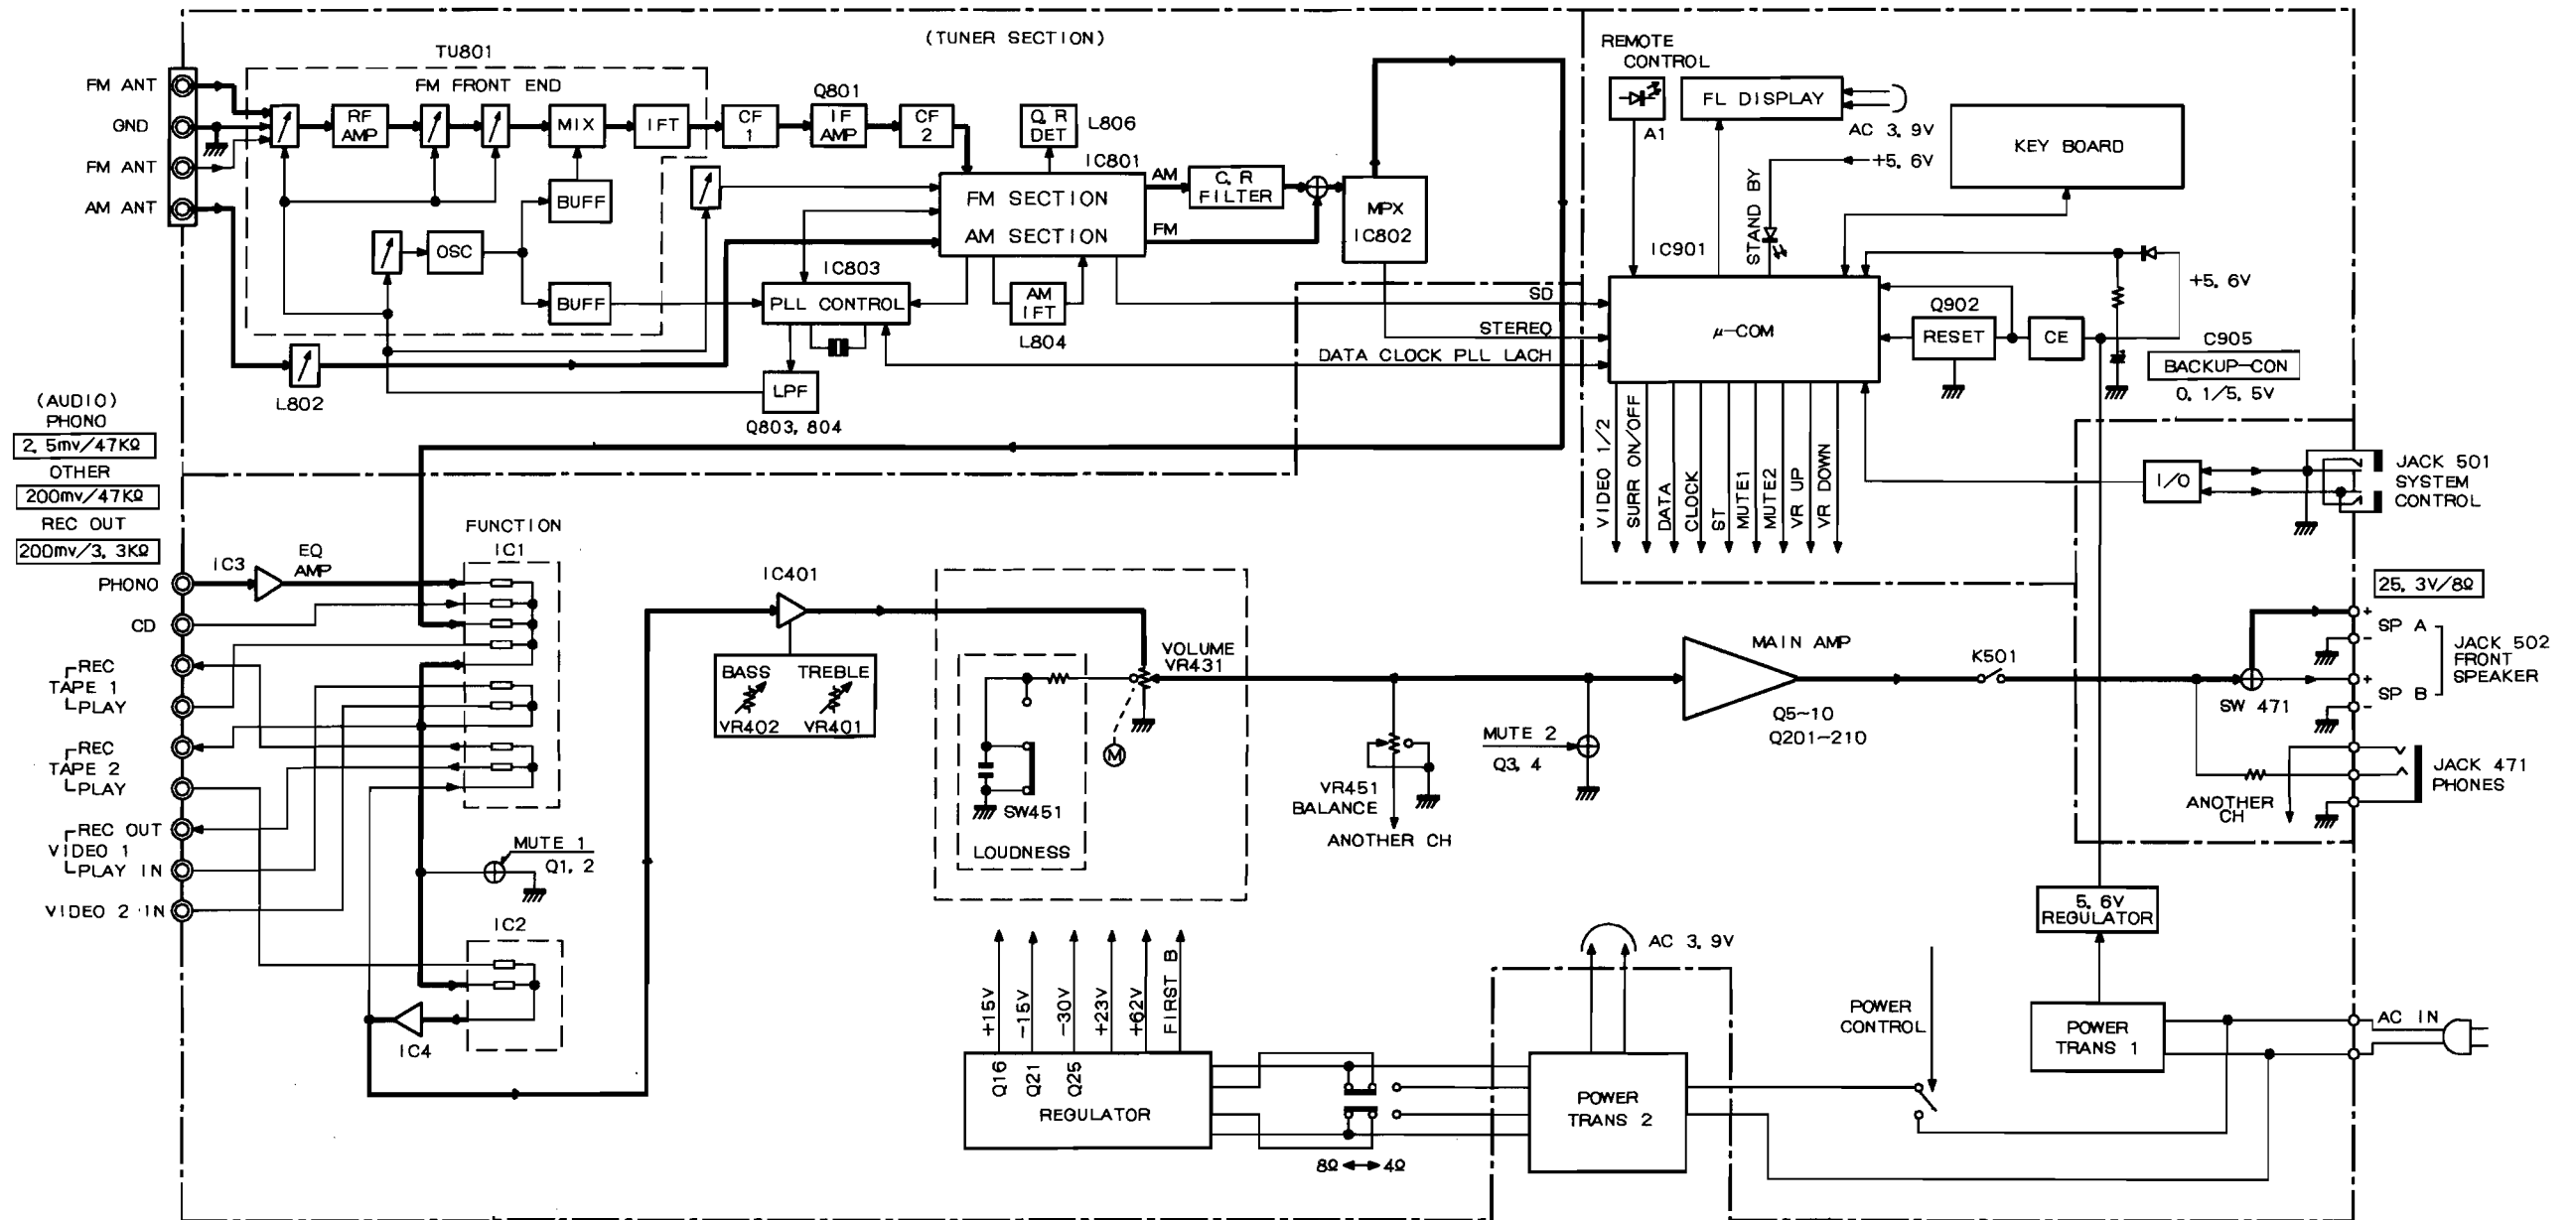 (TUNER SECTION)
TU801
FM FRONT END
FM ANT
GND
FM ANT
AM ANT
RF AMP
MIX
IFT
CF 1
Q801
IF AMP
CF 2
Q.R DET
L806
IC801
BUFF
OSC
BUFF
FM SECTION
AM SECTION
AM
FM
C.R FILTER
MPX
IC802
IC803
PLL CONTROL
AM IFT
L804
LPF
Q803, 804
L802
SD
STEREO
DATA CLOCK PLL LACH
REMOTE CONTROL
A1
FL DISPLAY
AC 3.9V
+5.6V
STAND BY
KEY BOARD
IC901
μ-COM
Q902
RESET
CE
+5.6V
C905
BACKUP-CON
0.1/5.5V
VIDEO 1/2
SURR ON/OFF
DATA
CLOCK
ST
MUTE1
MUTE2
VR UP
VR DOWN
I/O
JACK 501
SYSTEM
CONTROL
(AUDIO)
PHONO
2.5mv/47KΩ
OTHER
200mv/47KΩ
REC OUT
200mv/3.3KΩ
PHONO
CD
REC
TAPE 1
PLAY
REC
TAPE 2
PLAY
REC OUT
VIDEO 1
PLAY IN
VIDEO 2 IN
IC3
EQ AMP
FUNCTION
IC1
MUTE 1
Q1, 2
IC2
IC4
IC401
BASS
TREBLE
VR402
VR401
VOLUME
VR431
M
SW451
LOUDNESS
VR451
BALANCE
ANOTHER CH
MUTE 2
Q3, 4
MAIN AMP
Q5~10
Q201~210
K501
25.3V/8Ω
+
SP A
-
+
SP B
-
SW 471
JACK 502
FRONT
SPEAKER
JACK 471
PHONES
ANOTHER
CH
5.6V
REGULATOR
POWER
TRANS 1
AC IN
POWER
CONTROL
AC 3.9V
POWER
TRANS 2
+15V
-15V
-30V
+23V
+62V
FIRST B
Q16
Q21
Q25
REGULATOR
8Ω
4Ω